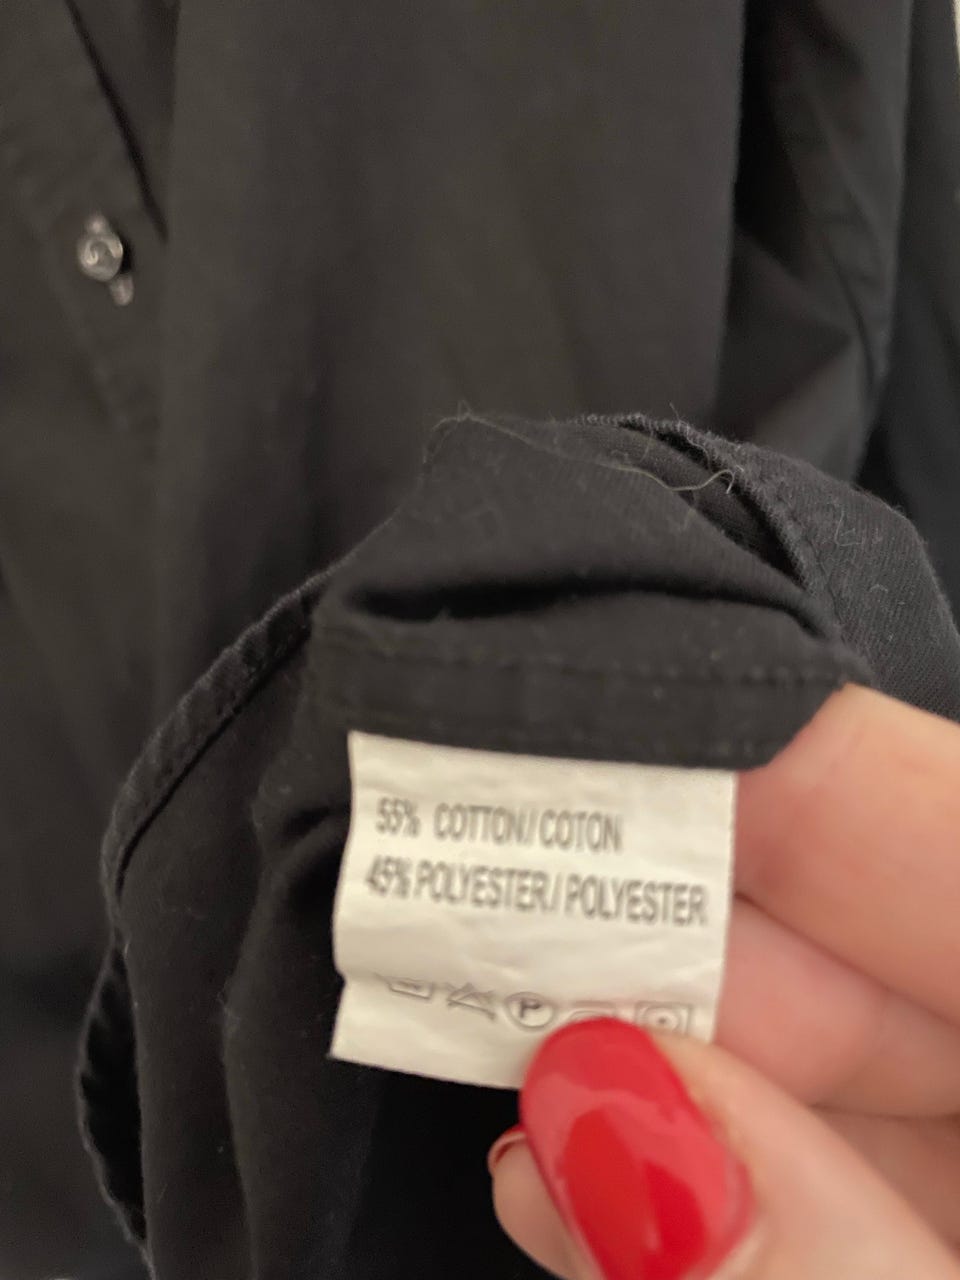 55% COTTON/COTON
45% POLYESTER/POLYESTER
P